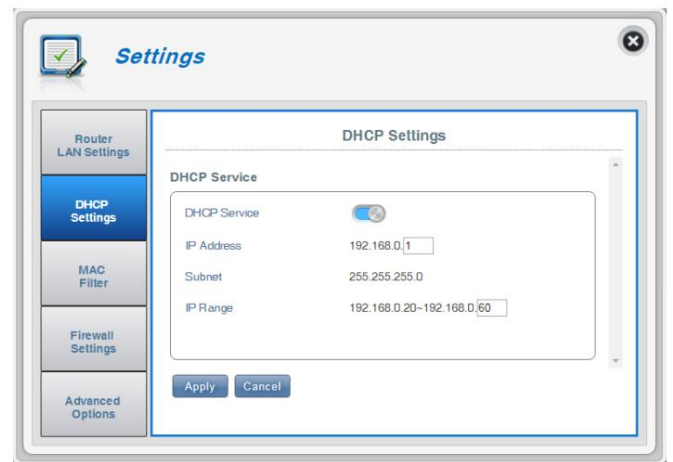 Settings
Router
LAN Settings
DHCP
Settings
MAC
Filter
Firewall
Settings
Advanced
Options
DHCP Settings
DHCP Service
DHCP Service
IP Address 192.168.0.1
Subnet 255.255.255.0
IP Range 192.168.0.20~192.168.0.60
Apply Cancel